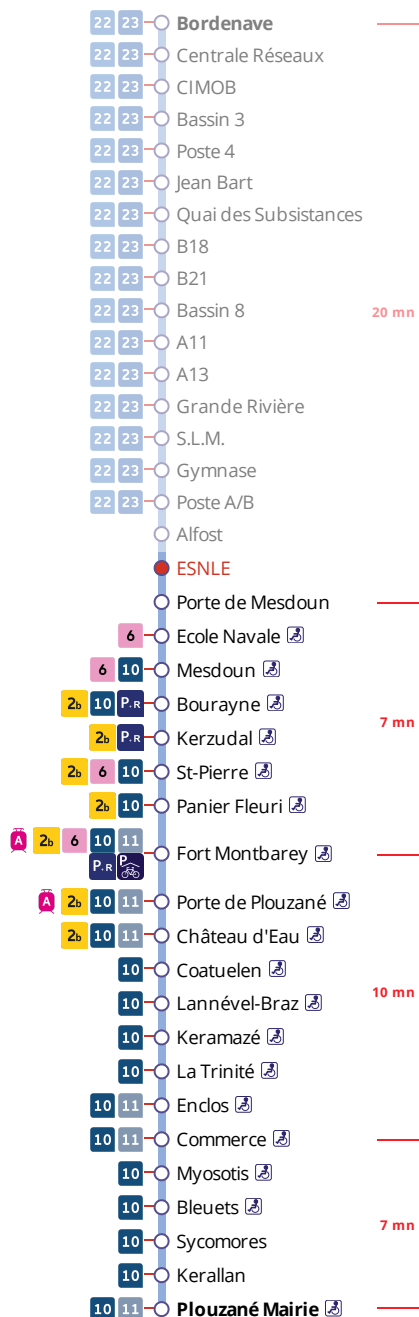 22 23 Bordenave
22 23 Centrale Réseaux
22 23 CIMOB
22 23 Bassin 3
22 23 Poste 4
22 23 Jean Bart
22 23 Quai des Subsistances
22 23 B18
22 23 B21
22 23 Bassin 8 20 mn
22 23 A11
22 23 A13
22 23 Grande Rivière
22 23 S.L.M.
22 23 Gymnase
22 23 Poste A/B
Alfost
ESNLE
Porte de Mesdoun
6 Ecole Navale
6 10 Mesdoun
2b 10 P+R Bourayne 7 mn
2b P+R Kerzudal
2b 6 10 St-Pierre
2b 10 Panier Fleuri
A 2b 6 10 11 Fort Montbarey
P+R P
A 2b 10 11 Porte de Plouzané
2b 10 11 Château d'Eau
10 Coatuelen
10 Lannével-Braz 10 mn
10 Keramazé
10 La Trinité
10 11 Enclos
10 11 Commerce
10 Myosotis
10 Bleuets 7 mn
10 Sycomores
10 Kerallan
10 11 Plouzané Mairie